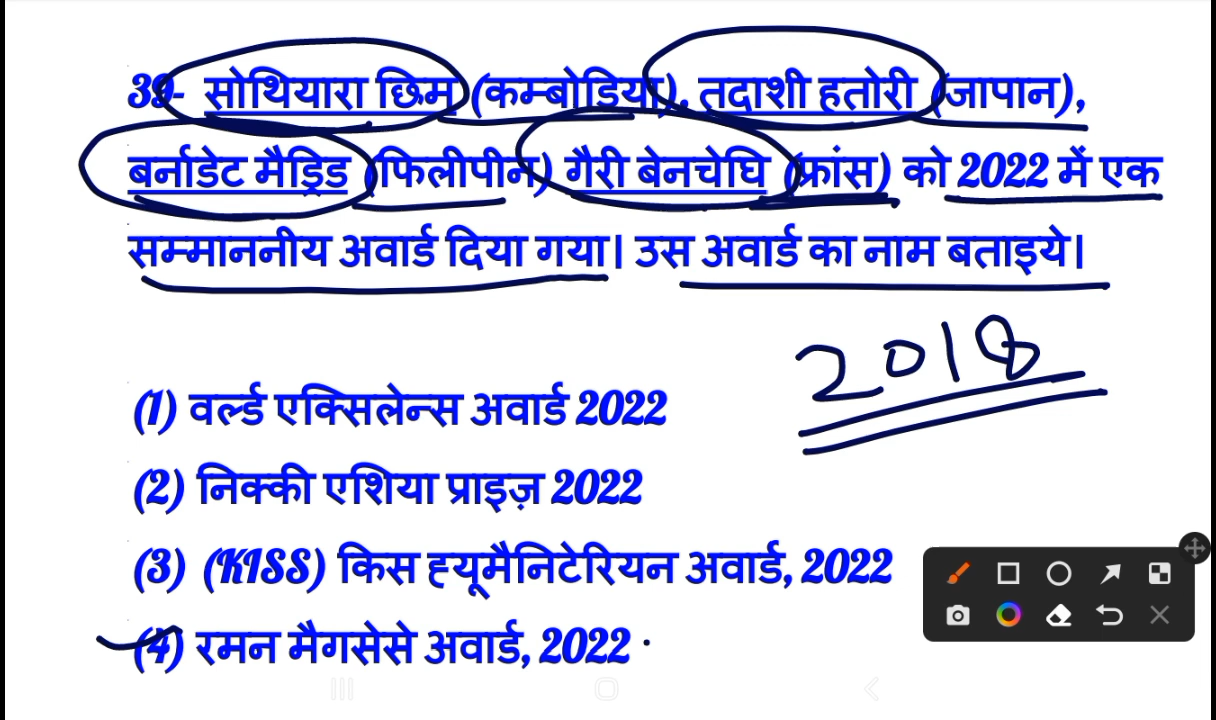 39- सोथियारा छिम (कम्बोडिया), तदाशी हतोरी (जापान),
बर्नाडेट मैड्रिड (फिलीपीन) गैरी बेनचेघि (फ्रांस) को 2022 में एक
सम्माननीय अवार्ड दिया गया। उस अवार्ड का नाम बताइये।
2018
(1) वर्ल्ड एक्सिलेन्स अवार्ड 2022
(2) निक्की एशिया प्राइज़ 2022
(3) (KISS) किस ह्यूमैनिटेरियन अवार्ड, 2022
(4) रमन मैगसेसे अवार्ड, 2022